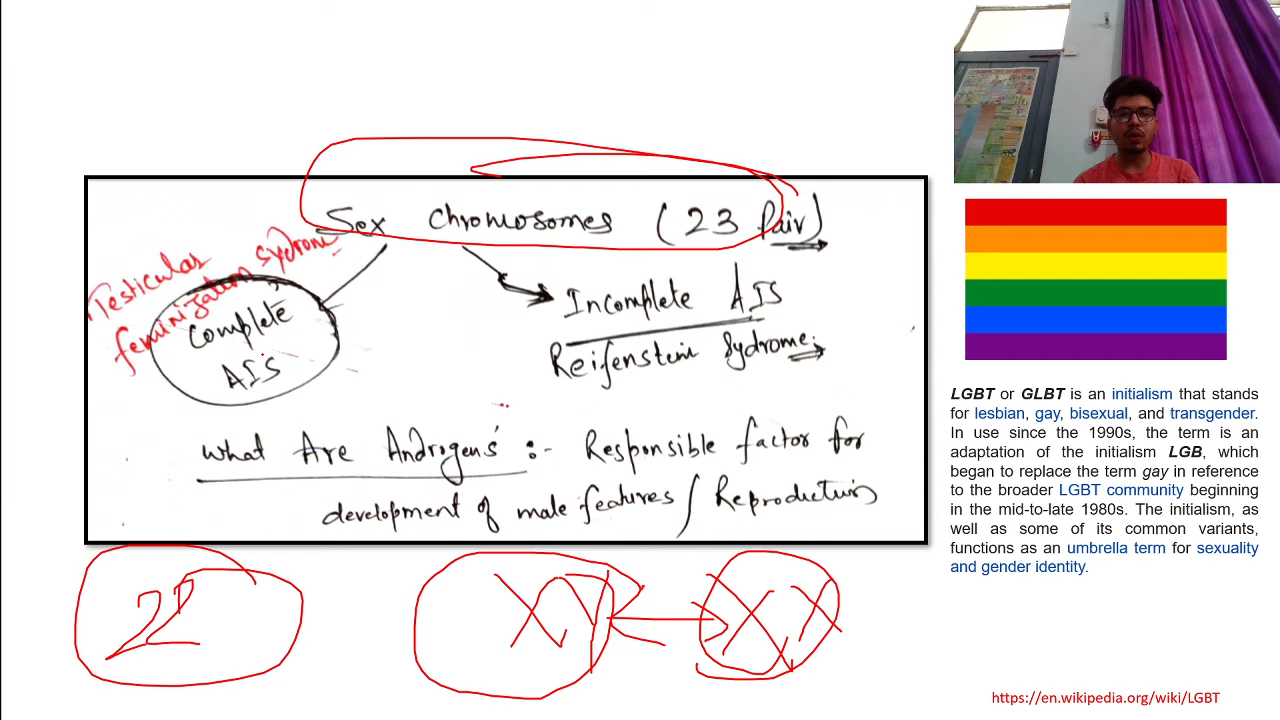 Sex Chromosomes (23 Pair)
Testicular
feminization sydrome
Complete
AIS
Incomplete AIS
Reifenstein Sydrome
What Are Androgens :- Responsible factor for
development of male features / Reproduction
22
XY
XX
LGBT or GLBT is an initialism that stands
for lesbian, gay, bisexual, and transgender.
In use since the 1990s, the term is an
adaptation of the initialism LGB, which
began to replace the term gay in reference
to the broader LGBT community beginning
in the mid-to-late 1980s. The initialism, as
well as some of its common variants,
functions as an umbrella term for sexuality
and gender identity.
https://en.wikipedia.org/wiki/LGBT